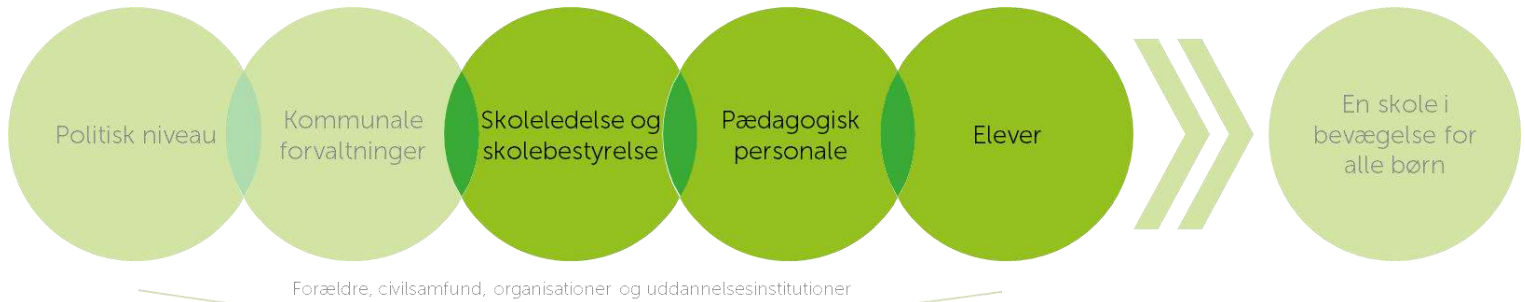 Politisk niveau
Kommunale
forvaltninger
Skoleledelse og
skolebestyrelse
Pædagogisk
personale
Elever
En skole i
bevægelse for
alle børn
Forældre, civilsamfund, organisationer og uddannelsesinstitutioner